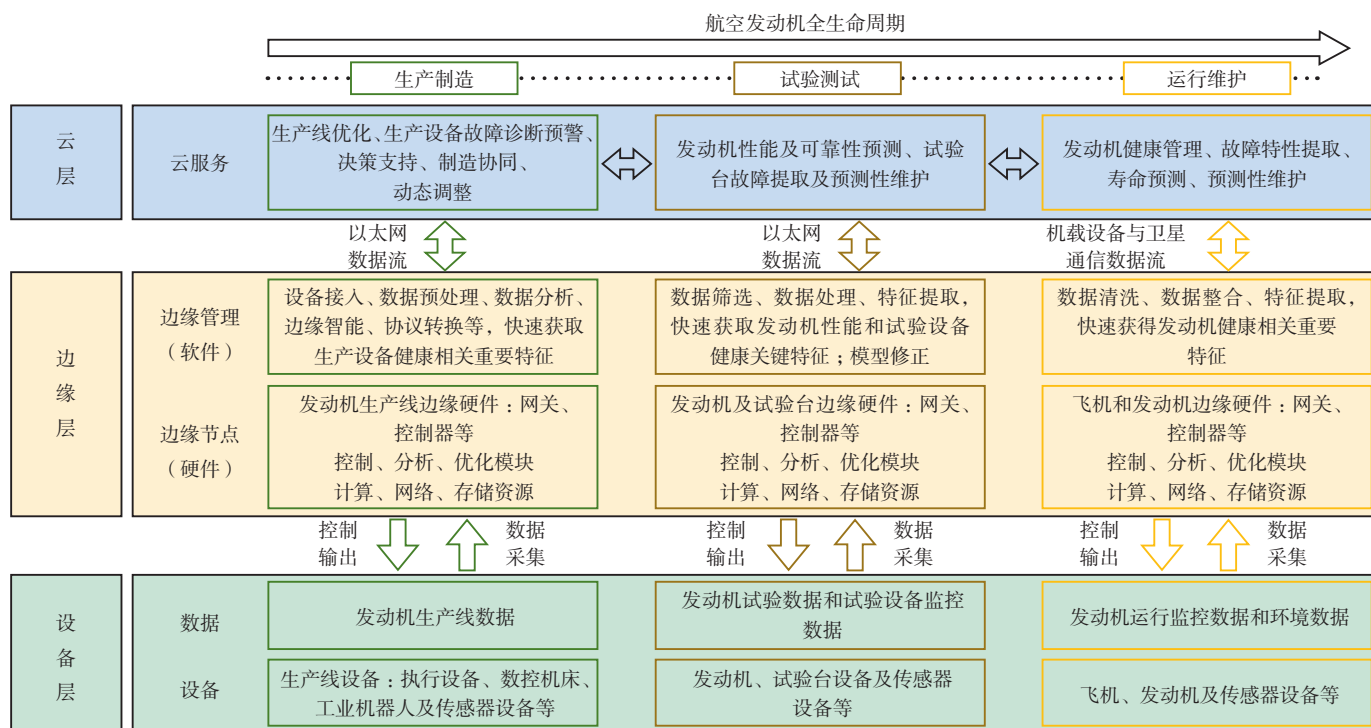 航空发动机全生命周期
生产制造
试验测试
运行维护
云
层
云服务
生产线优化、生产设备故障诊断预警、
决策支持、制造协同、
动态调整
发动机性能及可靠性预测、试验
台故障提取及预测性维护
发动机健康管理、故障特性提取、
寿命预测、预测性维护
以太网
数据流
以太网
数据流
机载设备与卫星
通信数据流
边
缘
层
边缘管理
（软件）
设备接入、数据预处理、数据分析、
边缘智能、协议转换等，快速获取
生产设备健康相关重要特征
数据筛选、数据处理、特征提取，
快速获取发动机性能和试验设备
健康关键特征；模型修正
数据清洗、数据整合、特征提取，
快速获得发动机健康相关重要
特征
边缘节点
（硬件）
发动机生产线边缘硬件：网关、
控制器等
控制、分析、优化模块
计算、网络、存储资源
发动机及试验台边缘硬件：网关、
控制器等
控制、分析、优化模块
计算、网络、存储资源
飞机和发动机边缘硬件：网关、
控制器等
控制、分析、优化模块
计算、网络、存储资源
控制
输出
数据
采集
控制
输出
数据
采集
控制
输出
数据
采集
设
备
层
数据
发动机生产线数据
发动机试验数据和试验设备监控
数据
发动机运行监控数据和环境数据
设备
生产线设备：执行设备、数控机床、
工业机器人及传感器设备等
发动机、试验台设备及传感器
设备等
飞机、发动机及传感器设备等